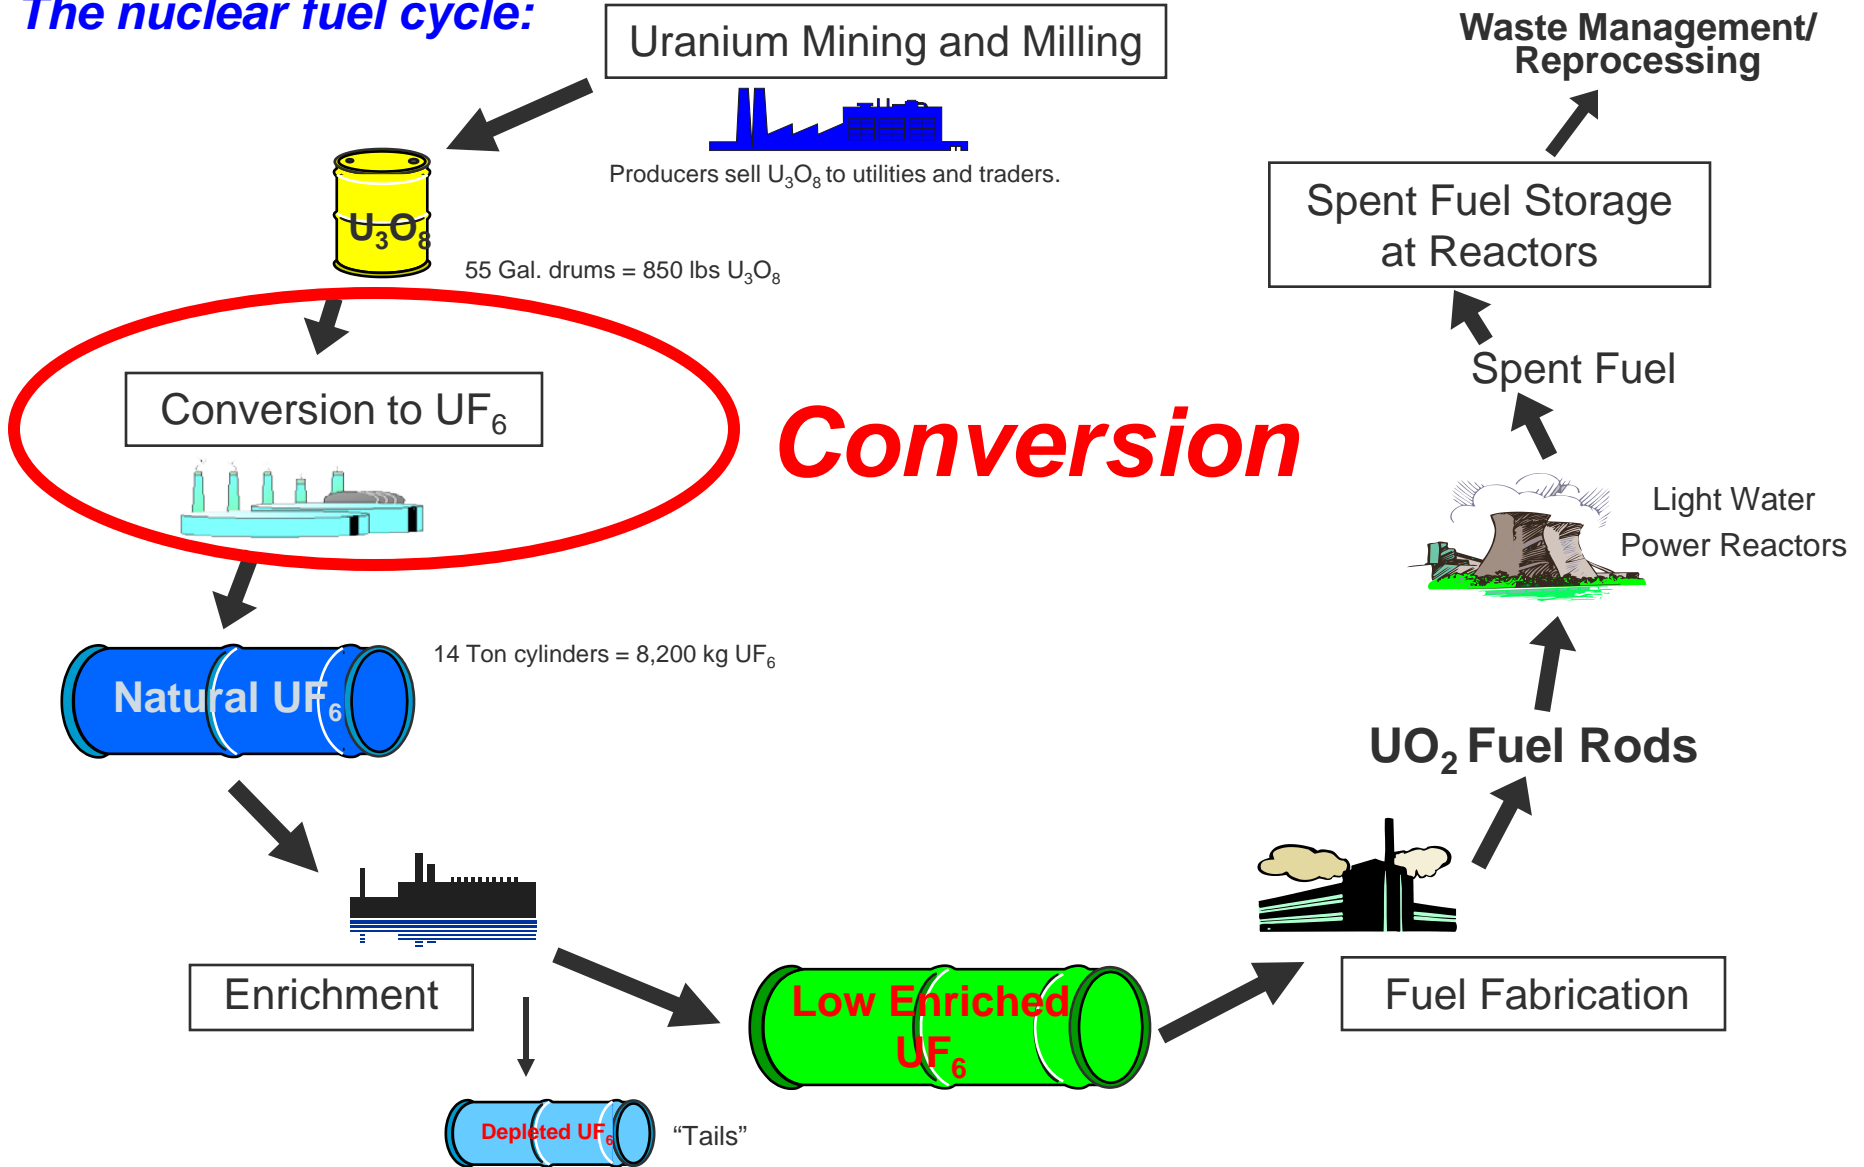 The nuclear fuel cycle:
Uranium Mining and Milling
Producers sell U₃O₈ to utilities and traders.
U₃O₈
55 Gal. drums = 850 lbs U₃O₈
Conversion to UF₆
Conversion
Natural UF₆
14 Ton cylinders = 8,200 kg UF₆
Enrichment
Depleted UF₆
“Tails”
Low Enriched
UF₆
Fuel Fabrication
UO₂ Fuel Rods
Light Water
Power Reactors
Spent Fuel
Spent Fuel Storage
at Reactors
Waste Management/
Reprocessing